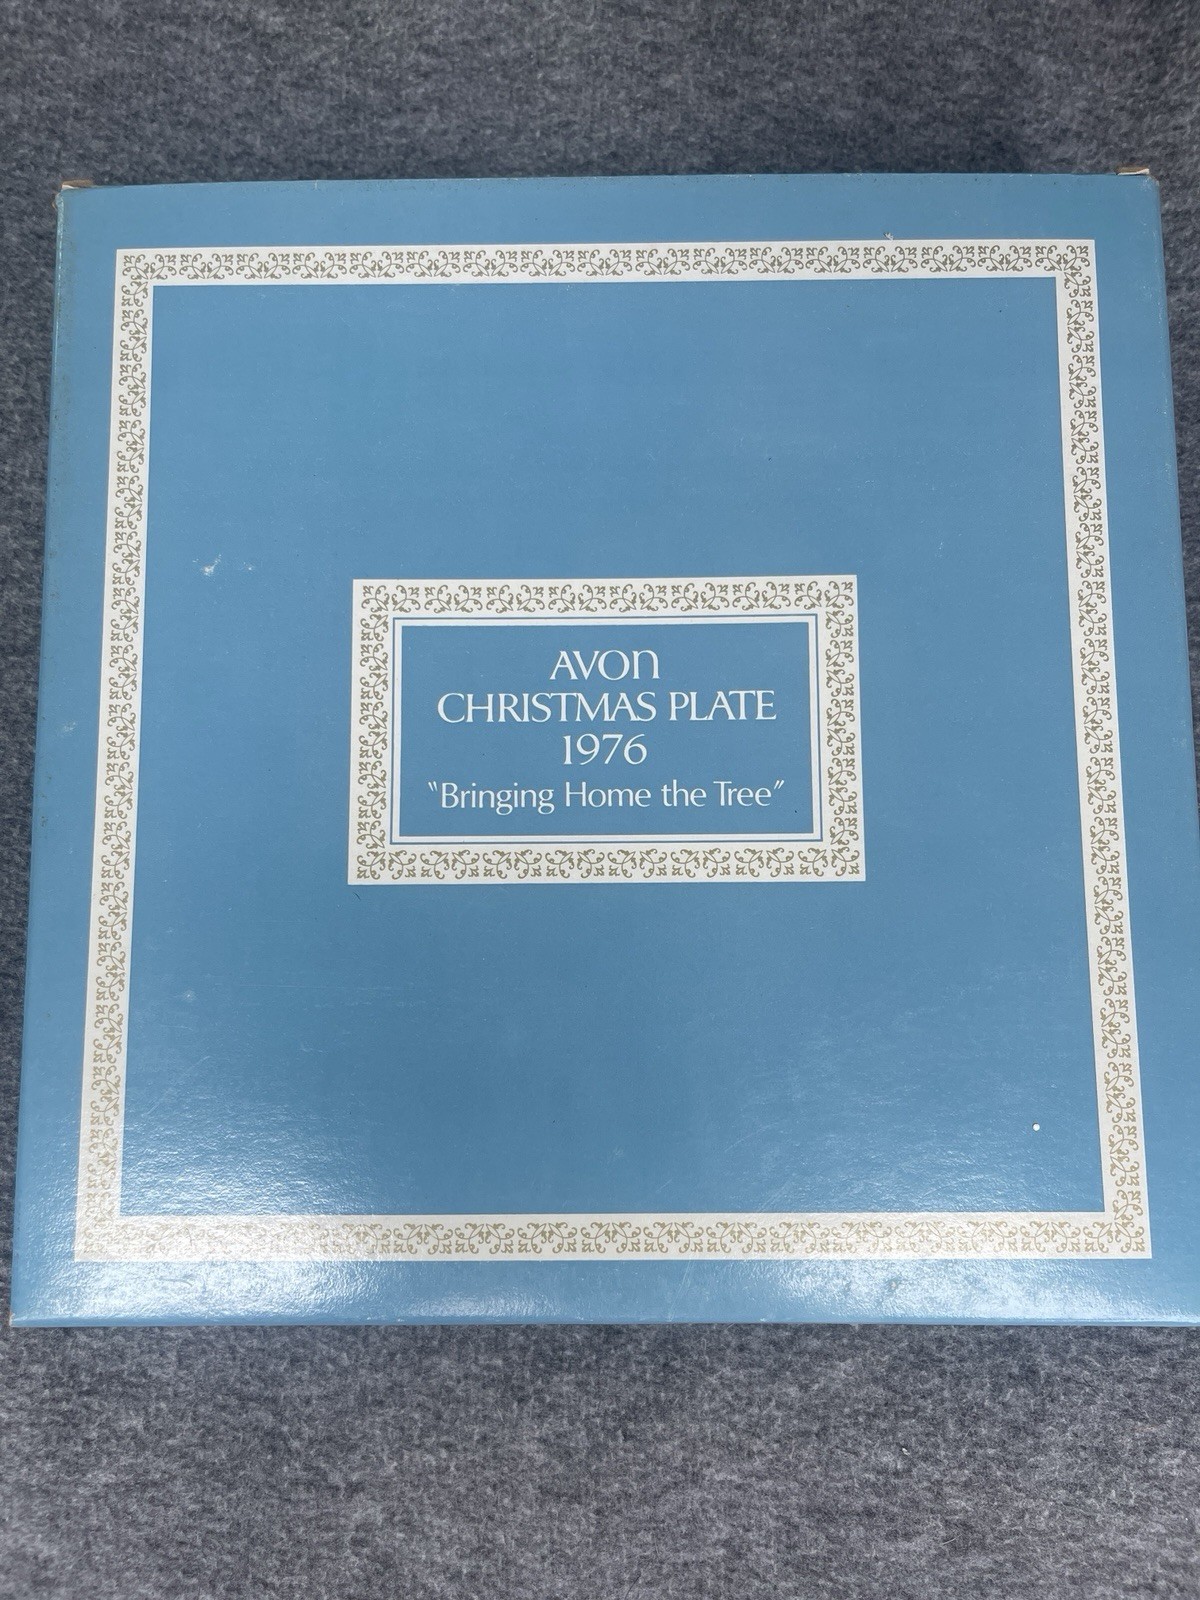 AVON
CHRISTMAS PLATE
1976
"Bringing Home the Tree"